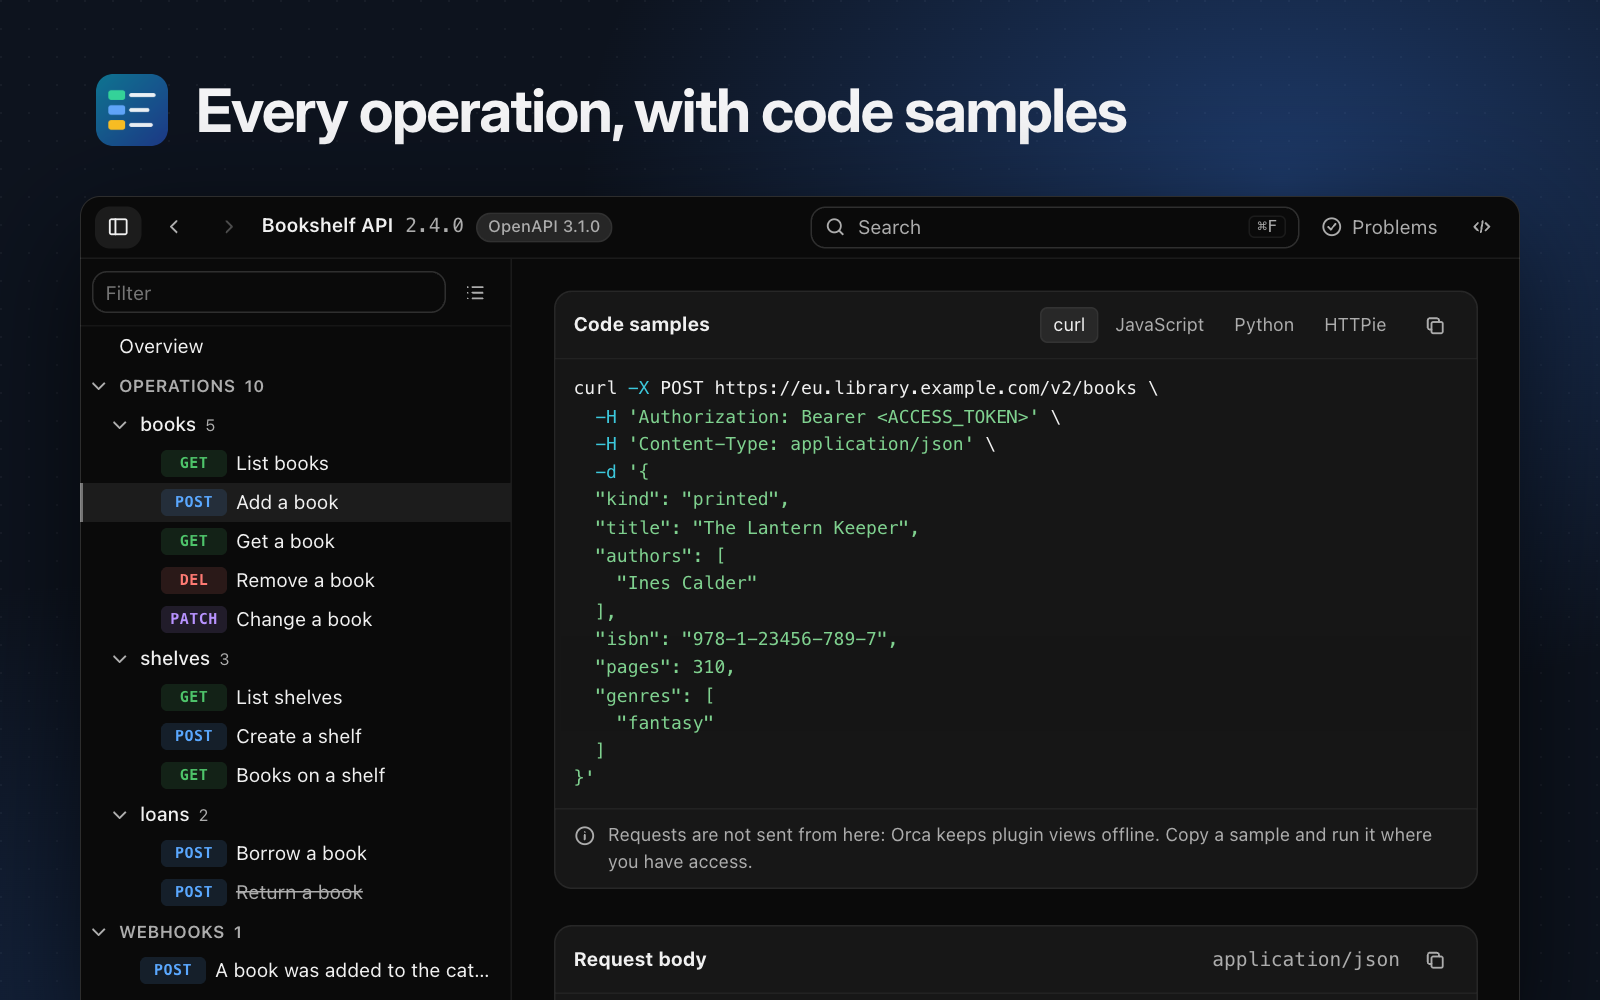 Every operation, with code samples
Bookshelf API 2.4.0 OpenAPI 3.1.0
Search ⌘F
Problems
Filter
Overview
OPERATIONS 10
books 5
GET List books
POST Add a book
GET Get a book
DEL Remove a book
PATCH Change a book
shelves 3
GET List shelves
POST Create a shelf
GET Books on a shelf
loans 2
POST Borrow a book
POST Return a book
WEBHOOKS 1
POST A book was added to the cat...
Code samples
curl JavaScript Python HTTPie
curl -X POST https://eu.library.example.com/v2/books \
  -H 'Authorization: Bearer <ACCESS_TOKEN>' \
  -H 'Content-Type: application/json' \
  -d '{
  "kind": "printed",
  "title": "The Lantern Keeper",
  "authors": [
    "Ines Calder"
  ],
  "isbn": "978-1-23456-789-7",
  "pages": 310,
  "genres": [
    "fantasy"
  ]
}'
Requests are not sent from here: Orca keeps plugin views offline. Copy a sample and run it where
you have access.
Request body application/json